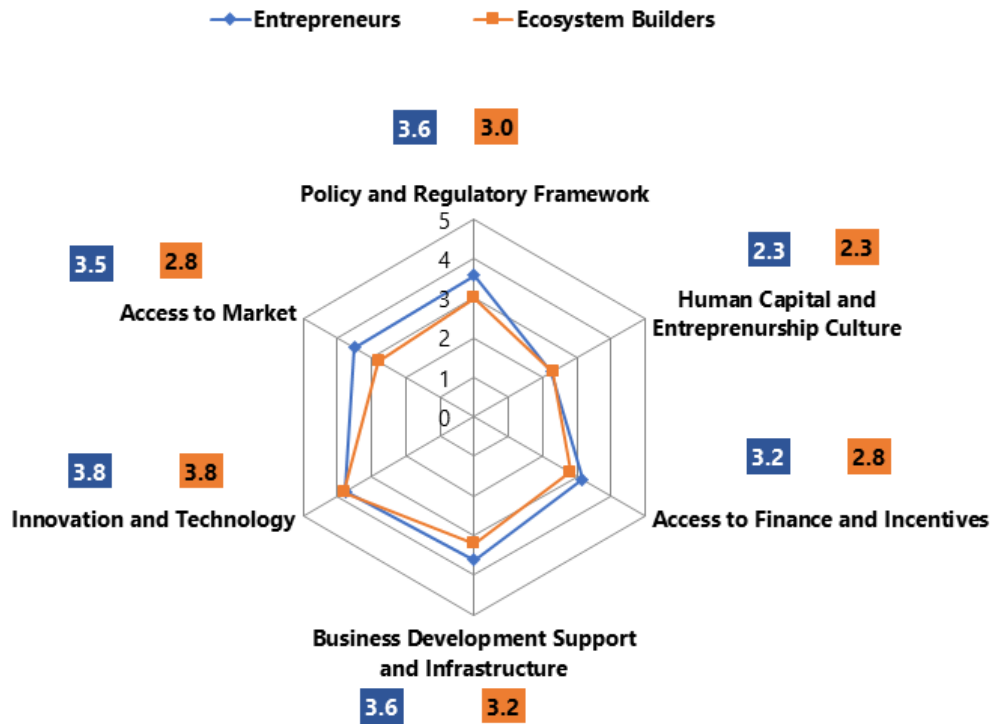 Entrepreneurs Ecosystem Builders
3.6 3.0
Policy and Regulatory Framework
5
4
3
2
1
0
2.3 2.3
Human Capital and
Entreprenurship Culture
3.2 2.8
Access to Finance and Incentives
Business Development Support
and Infrastructure
3.6 3.2
3.8 3.8
Innovation and Technology
3.5 2.8
Access to Market